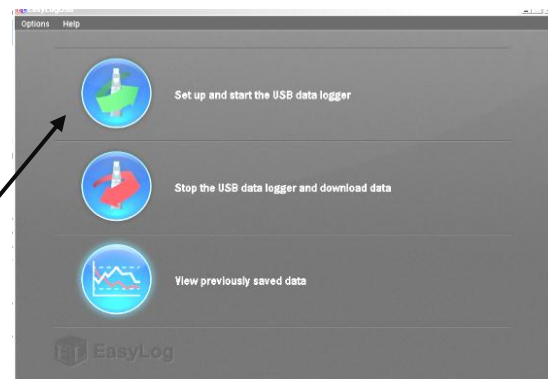 Options Help
Set up and start the USB data logger
Stop the USB data logger and download data
View previously saved data
EasyLog